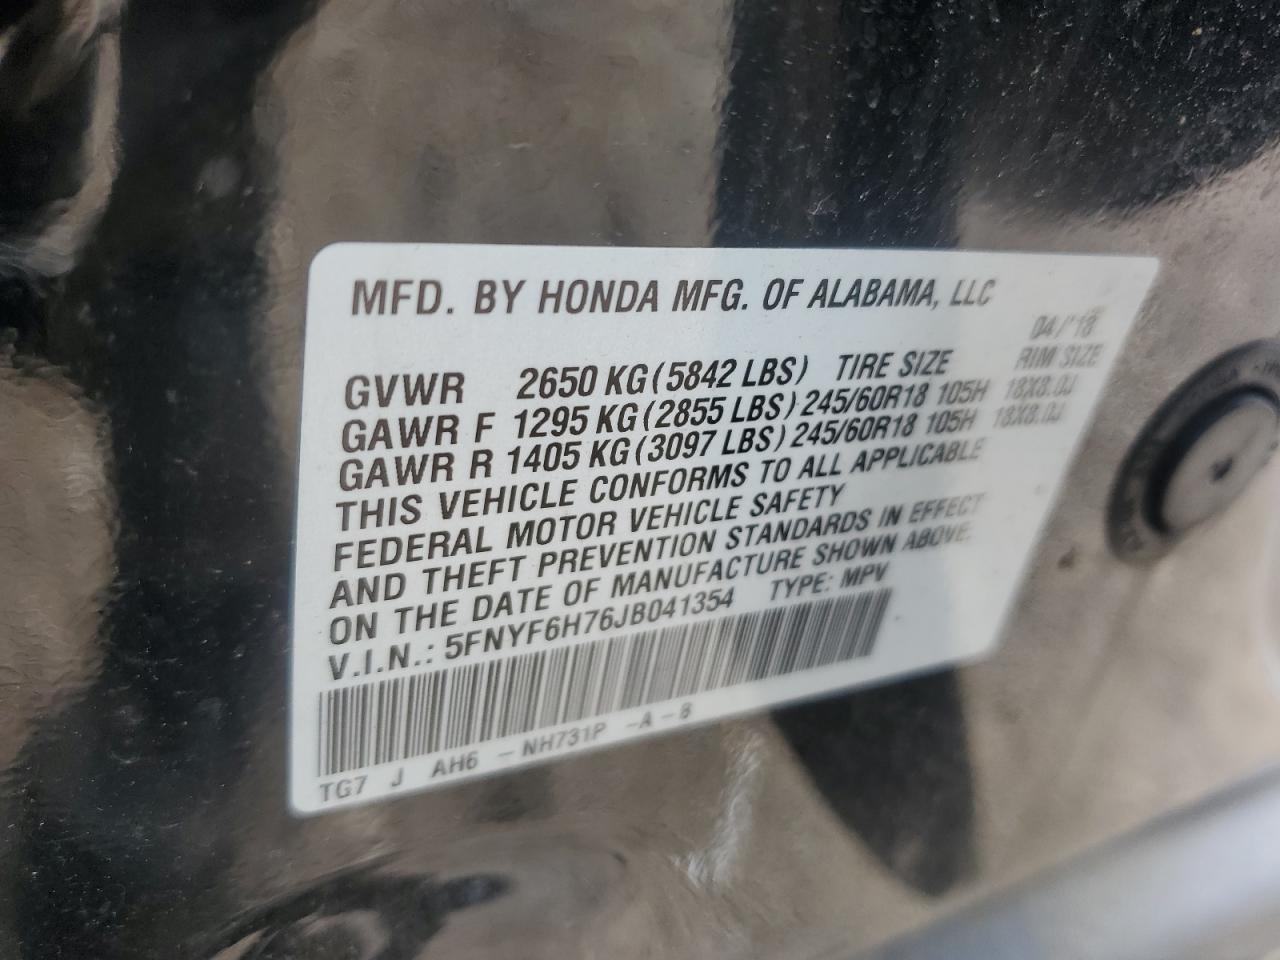 MFD. BY HONDA MFG. OF ALABAMA, LLC
04/'18
GVWR 2650 KG (5842 LBS) TIRE SIZE RIM SIZE
GAWR F 1295 KG (2855 LBS) 245/60R18 105H 18X8.0J
GAWR R 1405 KG (3097 LBS) 245/60R18 105H 18X8.0J
THIS VEHICLE CONFORMS TO ALL APPLICABLE
FEDERAL MOTOR VEHICLE SAFETY
AND THEFT PREVENTION STANDARDS IN EFFECT
ON THE DATE OF MANUFACTURE SHOWN ABOVE.
V.I.N.: 5FNYF6H76JB041354 TYPE: MPV
TG7 J AH6 - NH731P -A-8